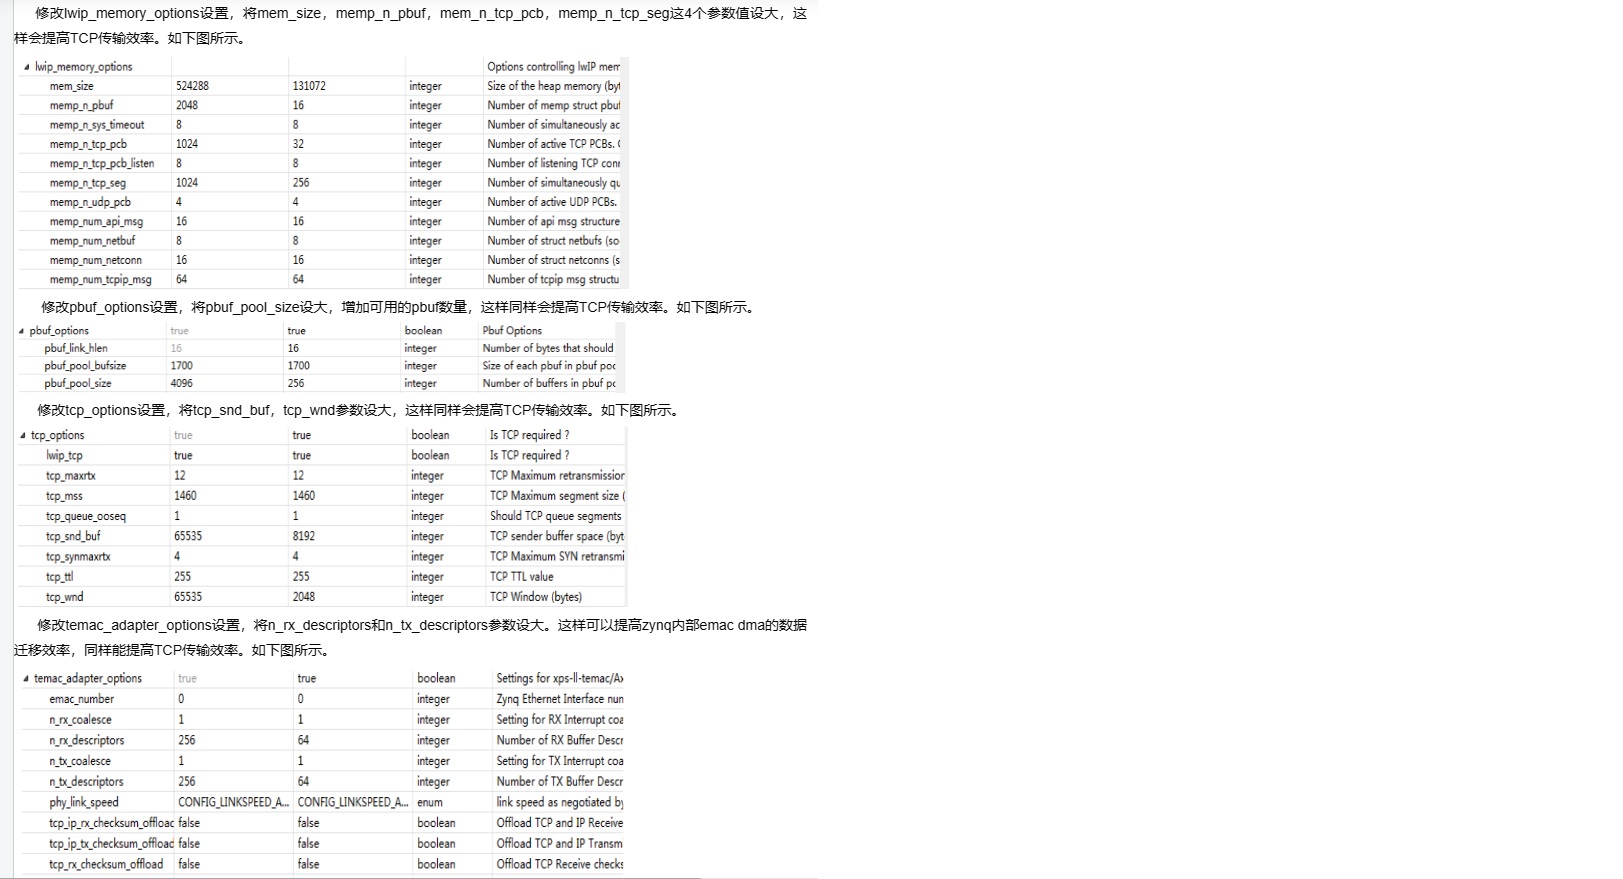 修改lwip_memory_options设置，将mem_size，memp_n_pbuf，mem_n_tcp_pcb，memp_n_tcp_seg这4个参数值设大，这
样会提高TCP传输效率。如下图所示。
lwip_memory_options Options controlling lwIP mem
mem_size 524288 131072 integer Size of the heap memory (byt
memp_n_pbuf 2048 16 integer Number of memp struct pbuf
memp_n_sys_timeout 8 8 integer Number of simultaneously ac
memp_n_tcp_pcb 1024 32 integer Number of active TCP PCBs. (
memp_n_tcp_pcb_listen 8 8 integer Number of listening TCP conn
memp_n_tcp_seg 1024 256 integer Number of simultaneously qu
memp_n_udp_pcb 4 4 integer Number of active UDP PCBs.
memp_num_api_msg 16 16 integer Number of api msg structure
memp_num_netbuf 8 8 integer Number of struct netbufs (so
memp_num_netconn 16 16 integer Number of struct netconns (s
memp_num_tcpip_msg 64 64 integer Number of tcpip msg structu
修改pbuf_options设置，将pbuf_pool_size设大，增加可用的pbuf数量，这样同样会提高TCP传输效率。如下图所示。
pbuf_options true true boolean Pbuf Options
pbuf_link_hlen 16 16 integer Number of bytes that should
pbuf_pool_bufsize 1700 1700 integer Size of each pbuf in pbuf poc
pbuf_pool_size 4096 256 integer Number of buffers in pbuf pc
修改tcp_options设置，将tcp_snd_buf，tcp_wnd参数设大，这样同样会提高TCP传输效率。如下图所示。
tcp_options true true boolean Is TCP required ?
lwip_tcp true true boolean Is TCP required ?
tcp_maxrtx 12 12 integer TCP Maximum retransmission
tcp_mss 1460 1460 integer TCP Maximum segment size (
tcp_queue_ooseq 1 1 integer Should TCP queue segments
tcp_snd_buf 65535 8192 integer TCP sender buffer space (byt
tcp_synmaxrtx 4 4 integer TCP Maximum SYN retransmi
tcp_ttl 255 255 integer TCP TTL value
tcp_wnd 65535 2048 integer TCP Window (bytes)
修改temac_adapter_options设置，将n_rx_descriptors和n_tx_descriptors参数设大。这样可以提高zynq内部emac dma的数据
迁移效率，同样能提高TCP传输效率。如下图所示。
temac_adapter_options true true boolean Settings for xps-ll-temac/Ax
emac_number 0 0 integer Zynq Ethernet Interface nun
n_rx_coalesce 1 1 integer Setting for RX Interrupt coa
n_rx_descriptors 256 64 integer Number of RX Buffer Descr
n_tx_coalesce 1 1 integer Setting for TX Interrupt coa
n_tx_descriptors 256 64 integer Number of TX Buffer Descr
phy_link_speed CONFIG_LINKSPEED_A... CONFIG_LINKSPEED_A... enum link speed as negotiated by
tcp_ip_rx_checksum_offload false false boolean Offload TCP and IP Receive
tcp_ip_tx_checksum_offload false false boolean Offload TCP and IP Transm
tcp_rx_checksum_offload false false boolean Offload TCP Receive checks